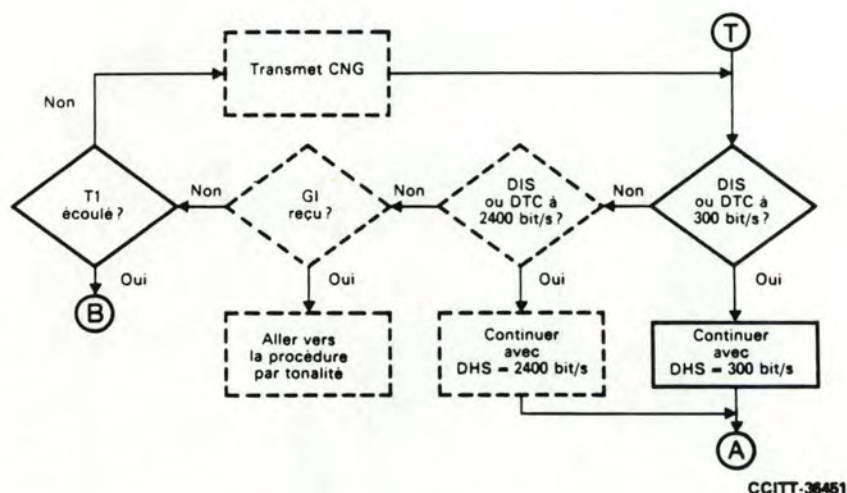 T
Transmet CNG
Non
T1
écoulé ?
Non
GI
reçu ?
Non
DIS
ou DTC à
2400 bit/s ?
Non
DIS
ou DTC à
300 bit/s ?
Oui
B
Oui
Aller vers
la procédure
par tonalité
Oui
Continuer
avec
DHS = 2400 bit/s
Oui
Continuer
avec
DHS = 300 bit/s
A
CCITT-36451